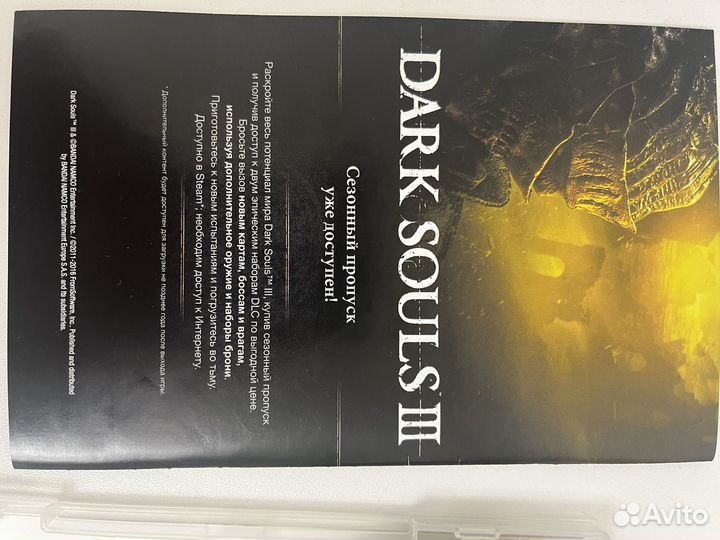 DARK SOULS III
Сезонный пропуск
уже доступен!
Раскройте весь потенциал мира Dark Souls™ III, купив сезонный пропуск
и получив доступ к двум эпическим наборам DLC по выгодной цене.
Бросьте вызов новым картам, боссам и врагам,
используя дополнительное оружие и наборы брони.
Приготовьтесь к новым испытаниям и погрузитесь во тьму.
Доступно в Steam*, необходим доступ к Интернету.
* Дополнительный контент будет доступен для загрузки не позднее года после выхода игры.
Dark Souls™ III & ©BANDAI NAMCO Entertainment Inc. / ©2011-2016 FromSoftware, Inc. Published and distributed
by BANDAI NAMCO Entertainment Europe S.A.S. and its subsidiaries.
Avito